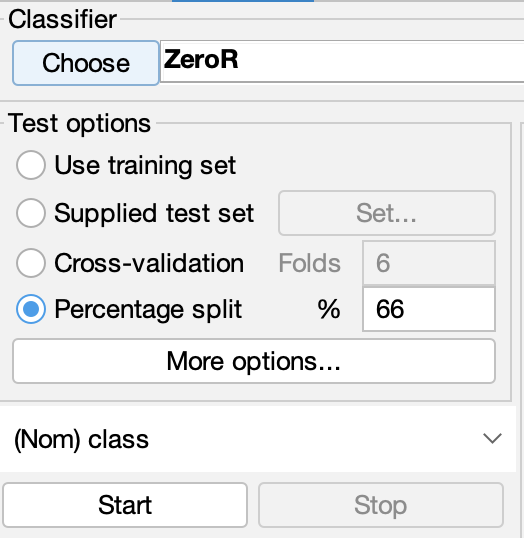 Classifier
Choose ZeroR
Test options
Use training set
Supplied test set Set...
Cross-validation Folds 6
Percentage split % 66
More options...
(Nom) class
Start Stop